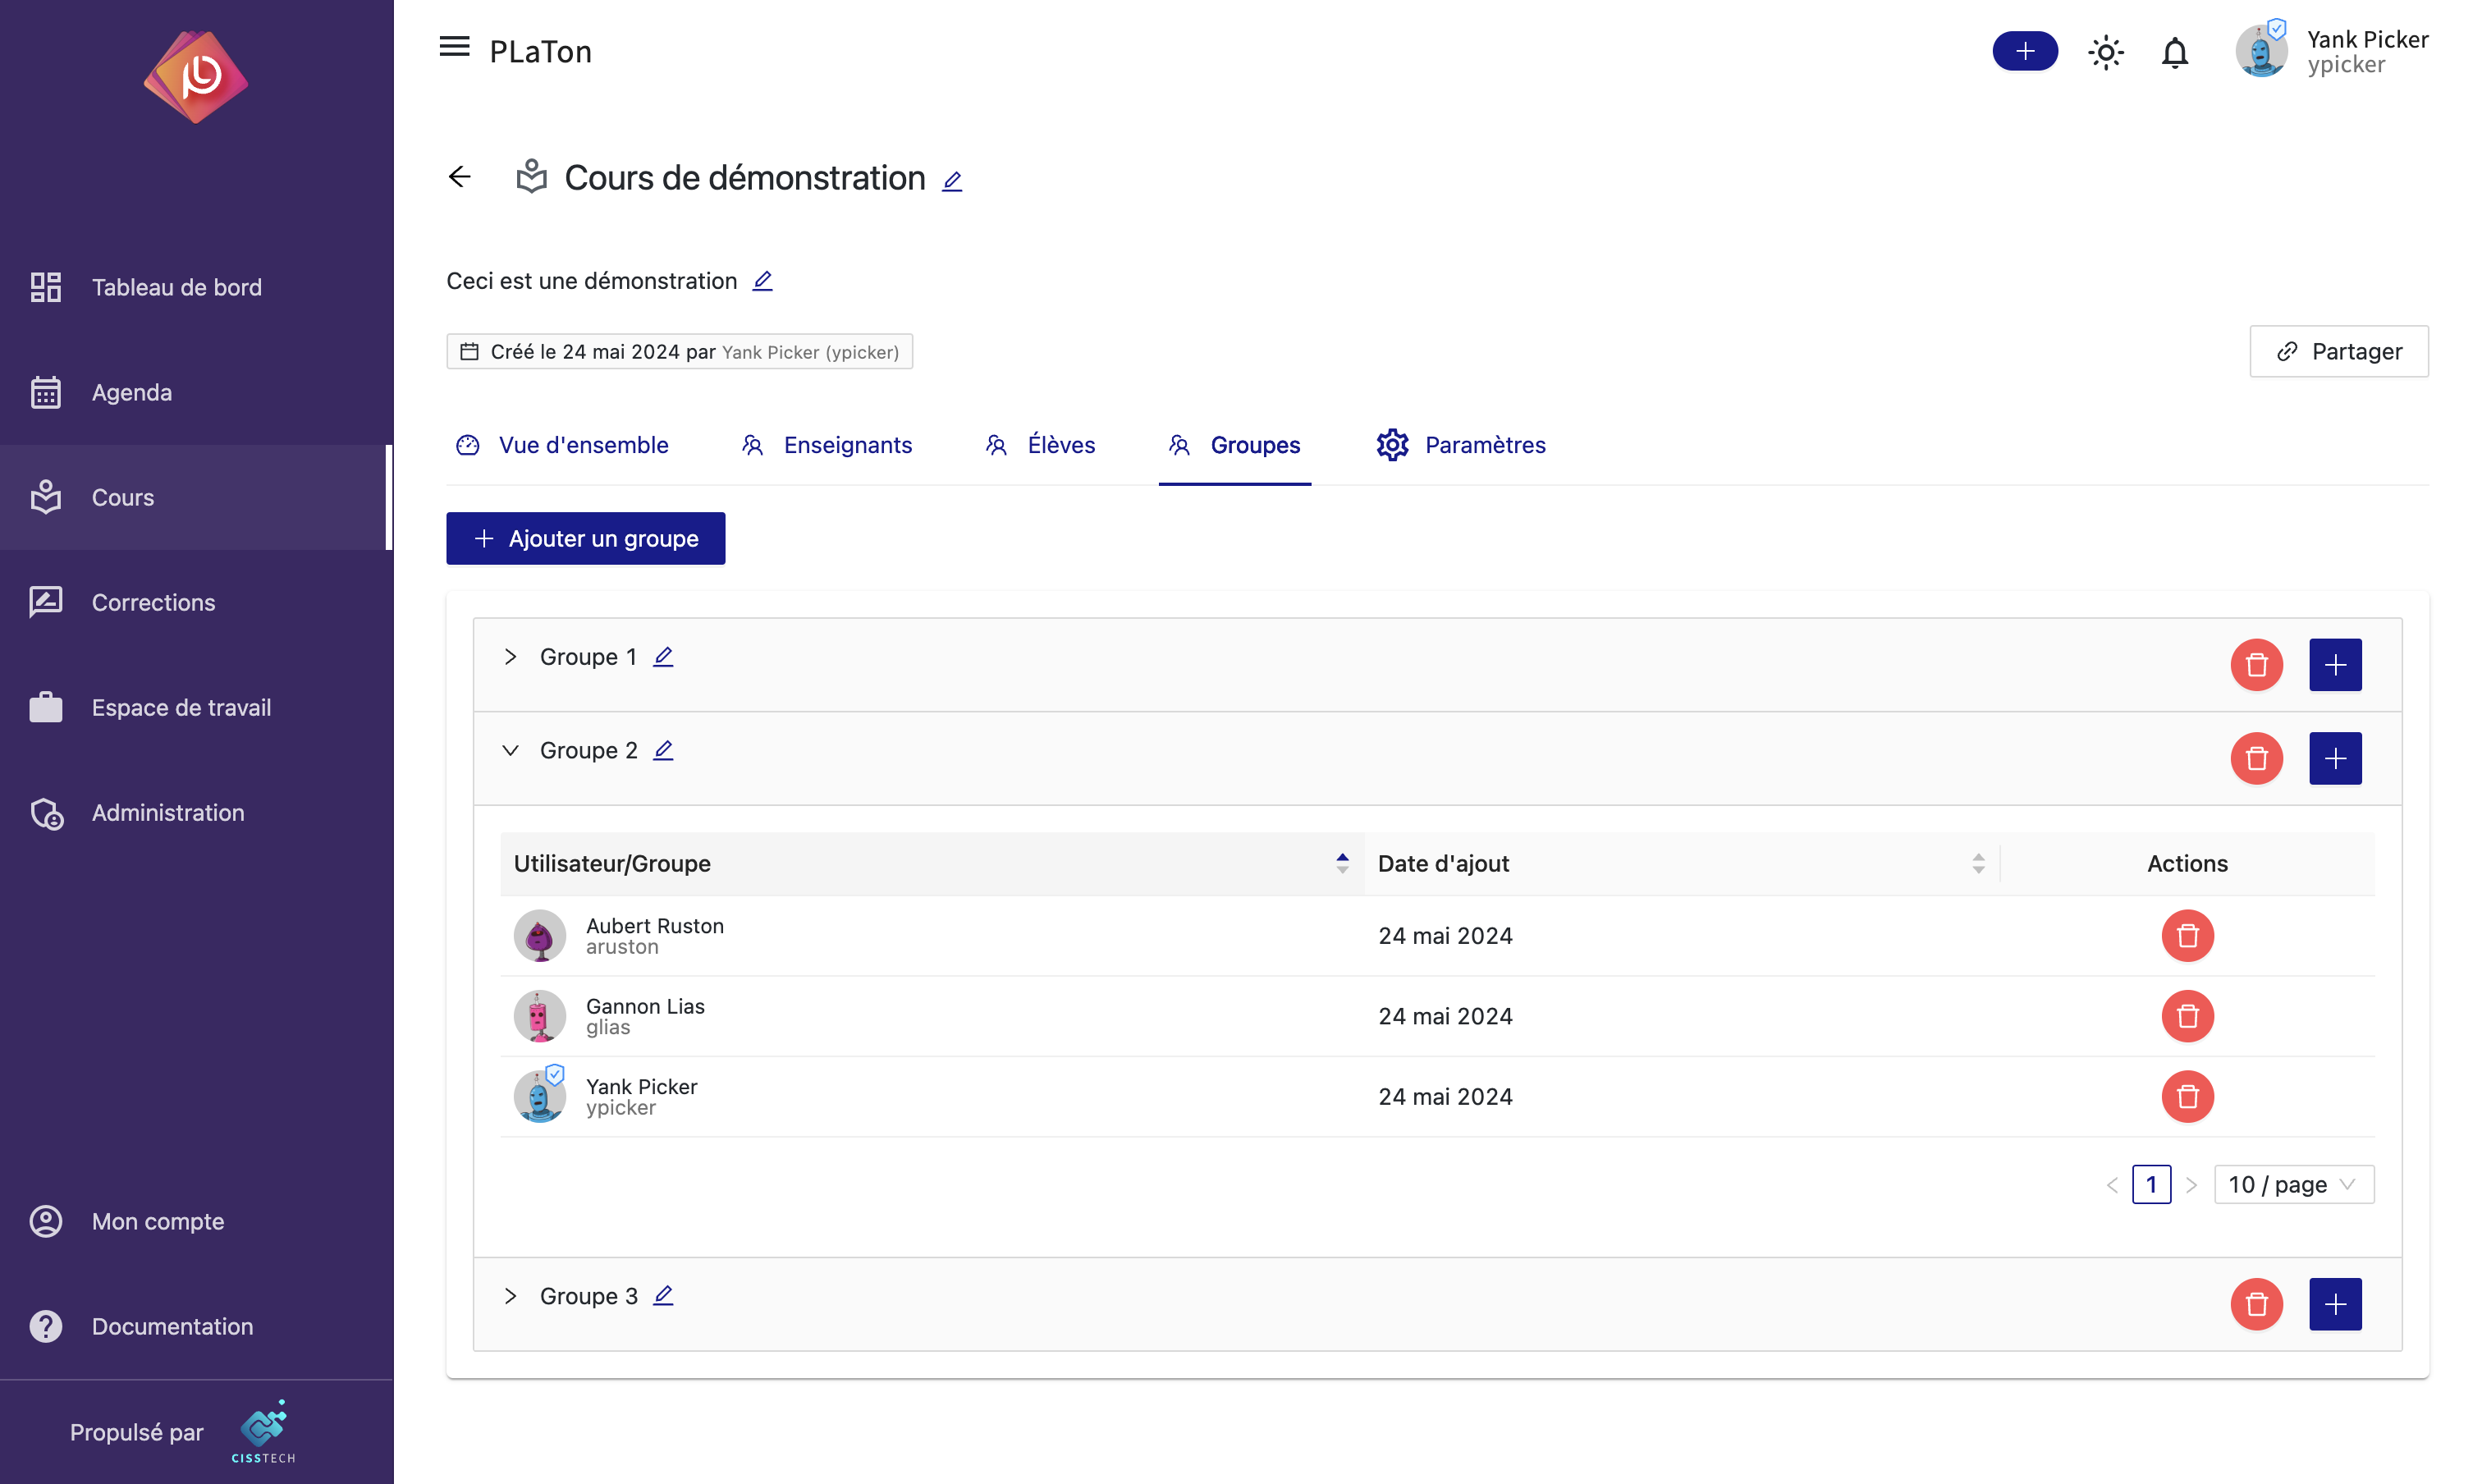 PLaTon
Yank Picker
ypicker
Tableau de bord
Agenda
Cours
Corrections
Espace de travail
Administration
Mon compte
Documentation
Propulsé par
CISSTECH
Cours de démonstration
Ceci est une démonstration
Créé le 24 mai 2024 par Yank Picker (ypicker)
Partager
Vue d'ensemble Enseignants Élèves Groupes Paramètres
Ajouter un groupe
Groupe 1
Groupe 2
Utilisateur/Groupe Date d'ajout Actions
Aubert Ruston
aruston
24 mai 2024
Gannon Lias
glias
24 mai 2024
Yank Picker
ypicker
24 mai 2024
1 10 / page
Groupe 3